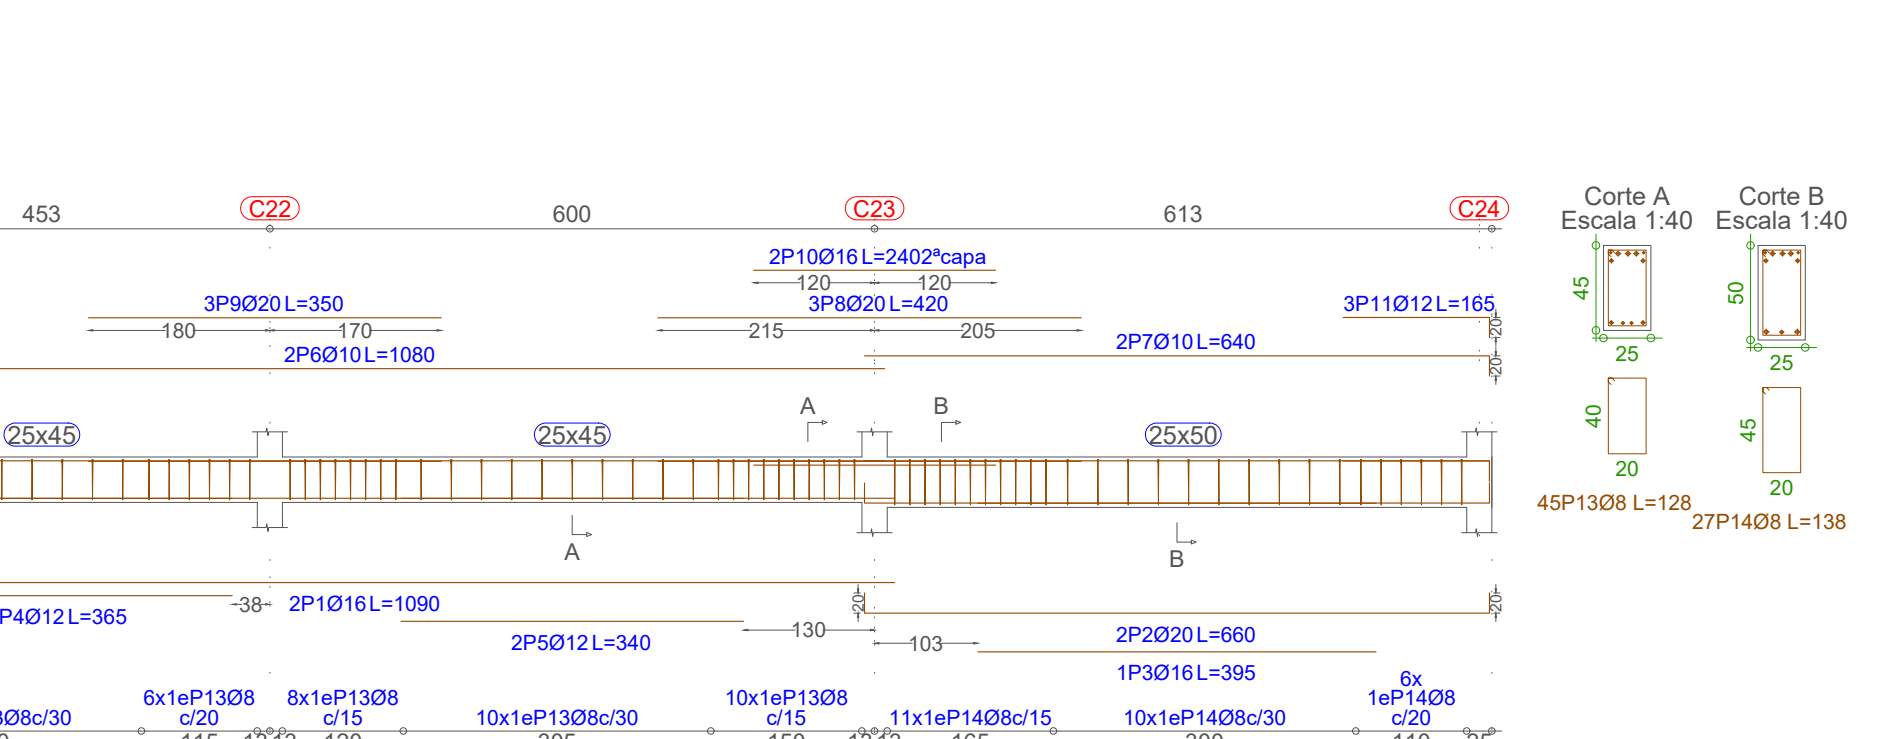 Corte A
Escala 1:40
Corte B
Escala 1:40
453
C22
600
C23
613
C24
2P10Ø16 L=2402ªcapa
120
120
3P9Ø20 L=350
3P8Ø20 L=420
3P11Ø12 L=165
180
170
215
205
20
2P6Ø10 L=1080
2P7Ø10 L=640
20
45
25
50
25
A
B
25x45
25x45
25x50
40
20
45
20
45P13Ø8 L=128
27P14Ø8 L=138
A
B
P4Ø12 L=365
38
2P1Ø16 L=1090
20
20
2P5Ø12 L=340
130
103
2P2Ø20 L=660
1P3Ø16 L=395
Ø8c/30
6x1eP13Ø8
c/20
8x1eP13Ø8
c/15
10x1eP13Ø8c/30
10x1eP13Ø8
c/15
11x1eP14Ø8c/15
10x1eP14Ø8c/30
6x
1eP14Ø8
c/20